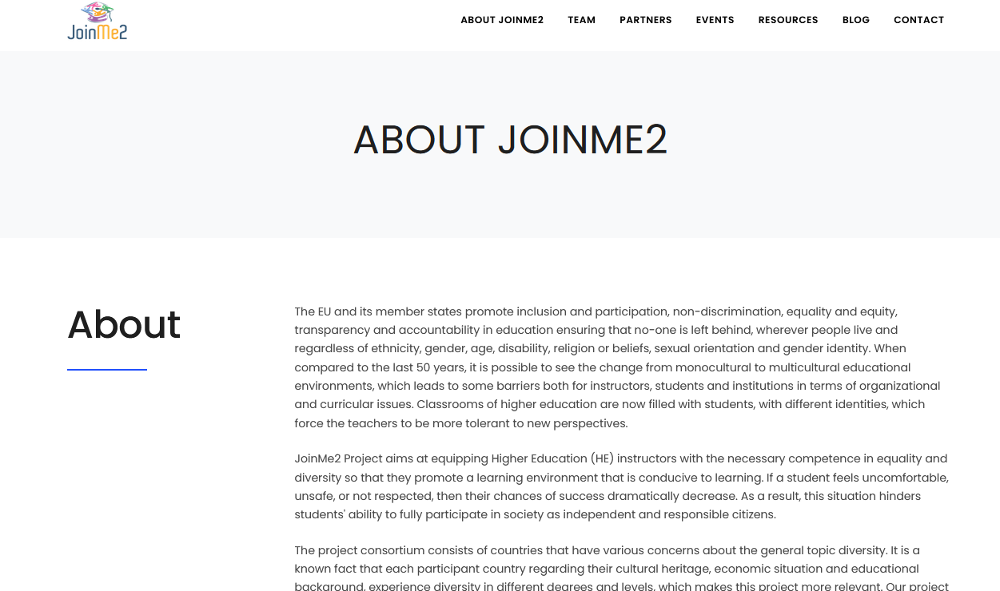 JoinMe2
ABOUT JOINME2 TEAM PARTNERS EVENTS RESOURCES BLOG CONTACT
ABOUT JOINME2
About
The EU and its member states promote inclusion and participation, non-discrimination, equality and equity,
transparency and accountability in education ensuring that no-one is left behind, wherever people live and
regardless of ethnicity, gender, age, disability, religion or beliefs, sexual orientation and gender identity. When
compared to the last 50 years, it is possible to see the change from monocultural to multicultural educational
environments, which leads to some barriers both for instructors, students and institutions in terms of organizational
and curricular issues. Classrooms of higher education are now filled with students, with different identities, which
force the teachers to be more tolerant to new perspectives.
JoinMe2 Project aims at equipping Higher Education (HE) instructors with the necessary competence in equality and
diversity so that they promote a learning environment that is conducive to learning. If a student feels uncomfortable,
unsafe, or not respected, then their chances of success dramatically decrease. As a result, this situation hinders
students' ability to fully participate in society as independent and responsible citizens.
The project consortium consists of countries that have various concerns about the general topic diversity. It is a
known fact that each participant country regarding their cultural heritage, economic situation and educational
background, experience diversity in different degrees and levels, which makes this project more relevant. Our project